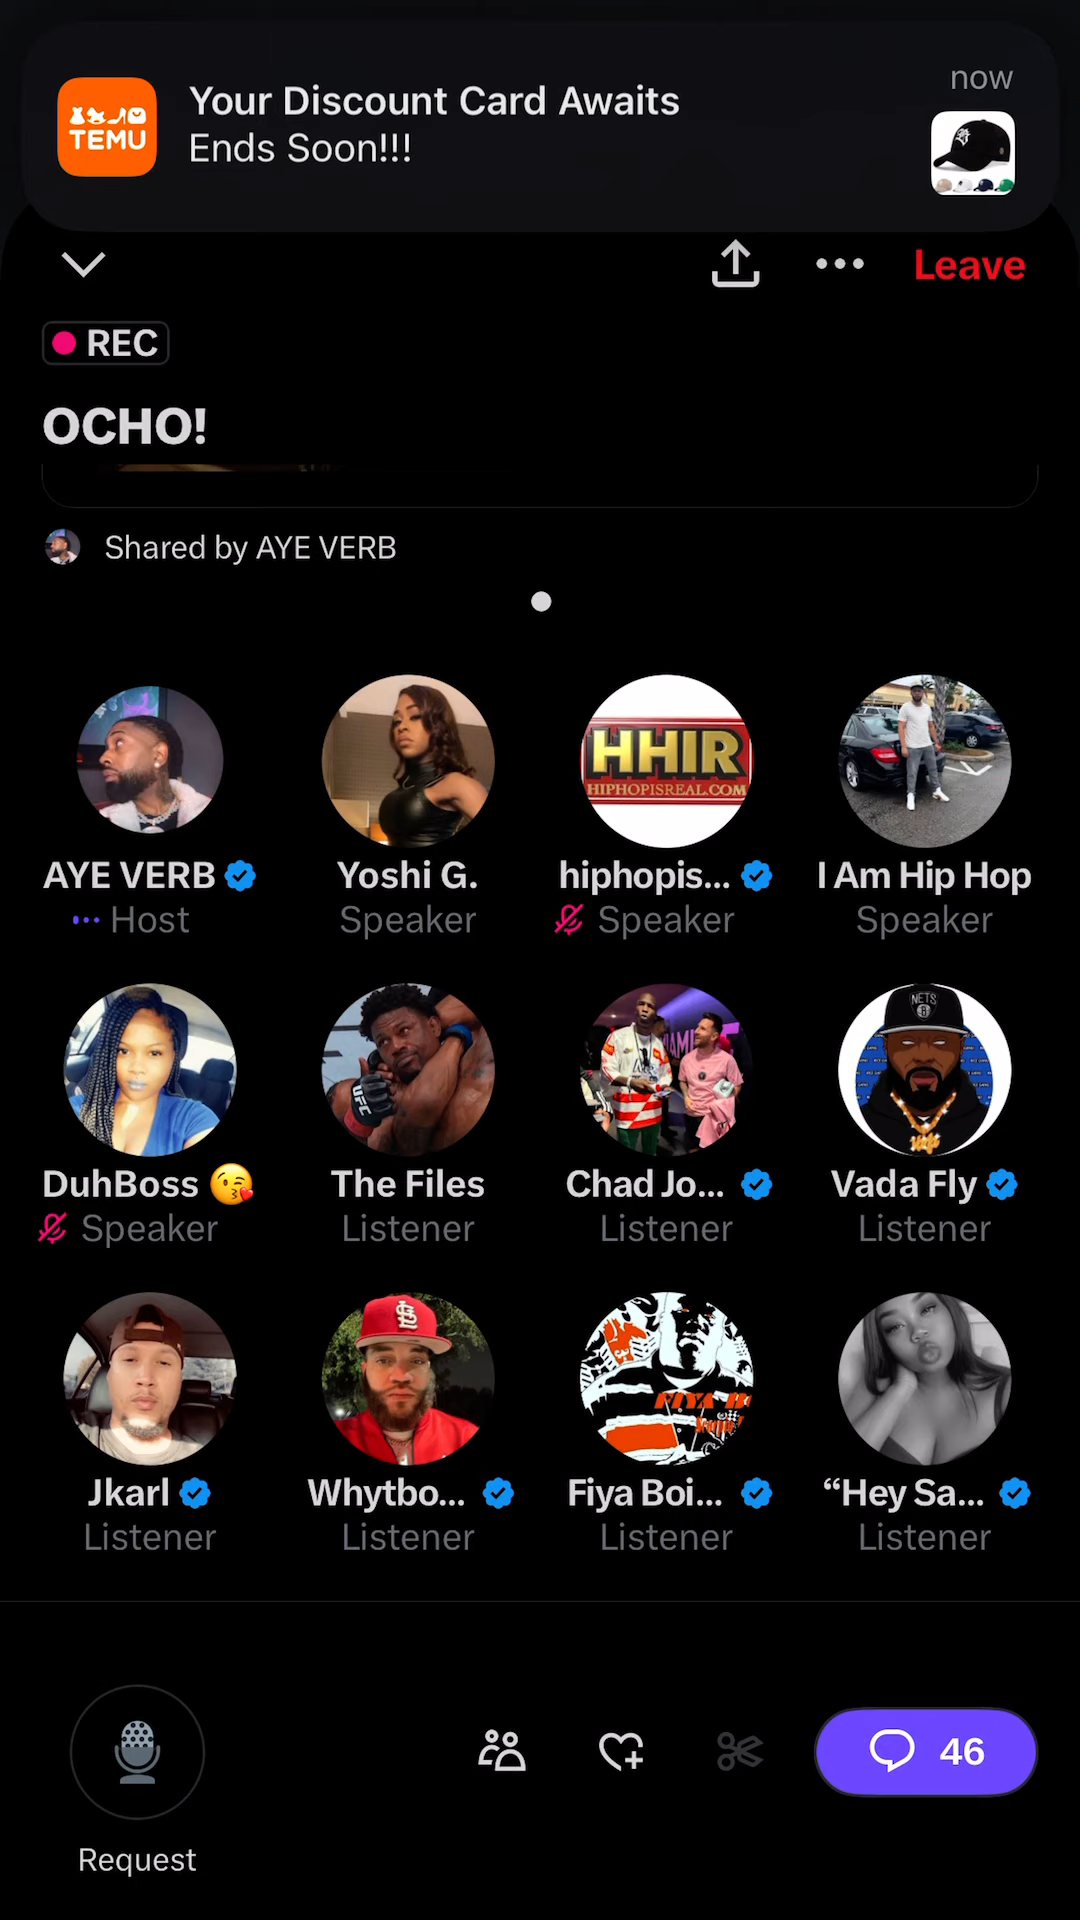 TEMU
Your Discount Card Awaits
Ends Soon!!!
now
Leave
REC
OCHO!
Shared by AYE VERB
HHIR
HIPHOPISREAL.COM
AYE VERB
Host
Yoshi G.
Speaker
hiphopis...
Speaker
I Am Hip Hop
Speaker
UFC
NETS
DuhBoss 😘
Speaker
The Files
Listener
Chad Jo...
Listener
Vada Fly
Listener
Jkarl
Listener
Whytbo...
Listener
Fiya Boi...
Listener
“Hey Sa...
Listener
46
Request